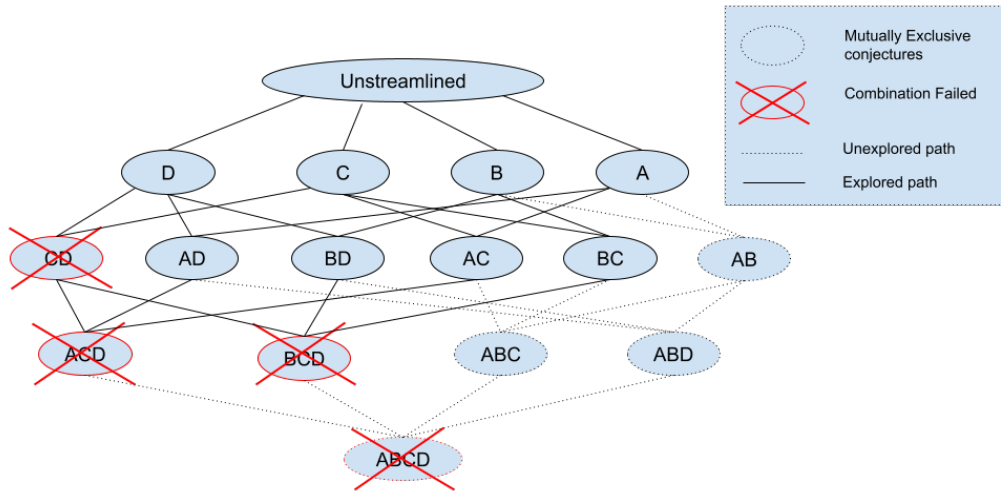 Unstreamlined
D
C
B
A
CD
AD
BD
AC
BC
AB
ACD
BCD
ABC
ABD
ABCD
Mutually Exclusive
conjectures
Combination Failed
Unexplored path
Explored path